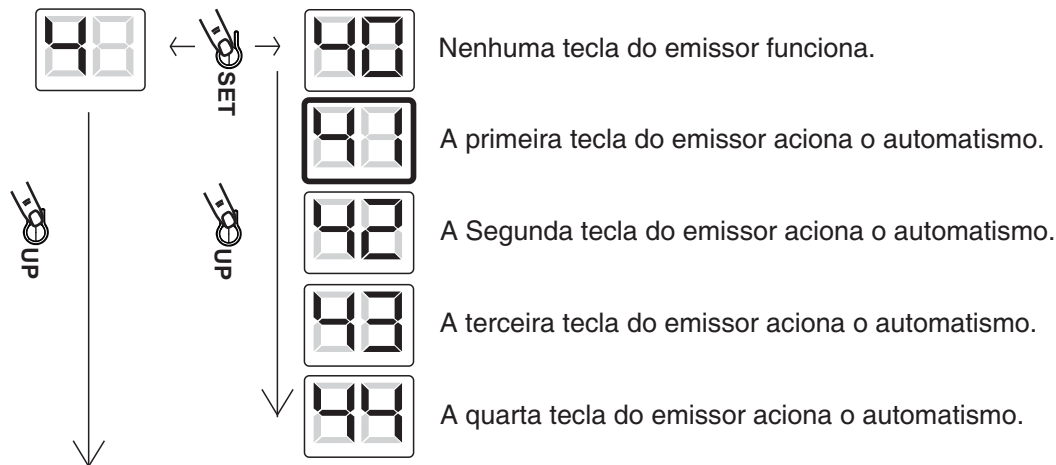 4
SET
40 Nenhuma tecla do emissor funciona.
41 A primeira tecla do emissor aciona o automatismo.
42 A Segunda tecla do emissor aciona o automatismo.
UP
UP
43 A terceira tecla do emissor aciona o automatismo.
44 A quarta tecla do emissor aciona o automatismo.